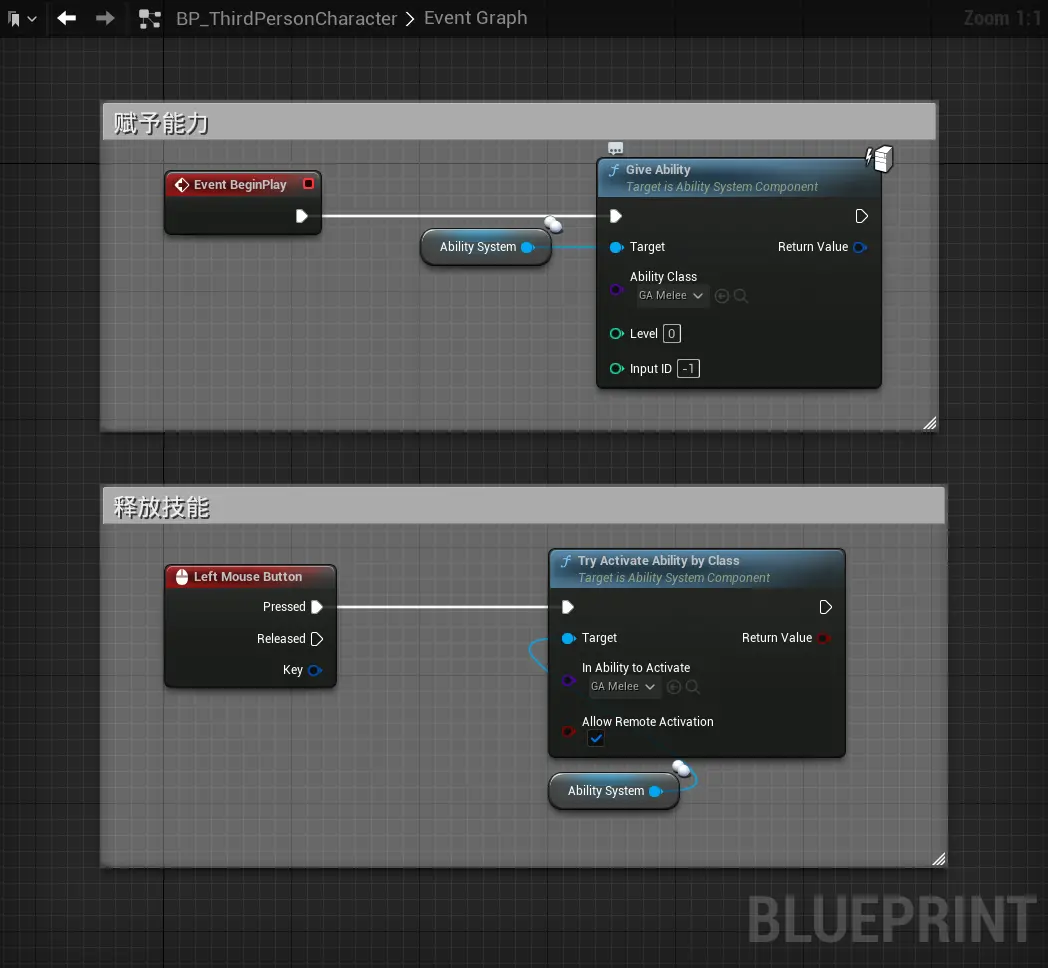 BP_ThirdPersonCharacter > Event Graph
Zoom 1:1
赋予能力
Event BeginPlay
Ability System
Give Ability
Target is Ability System Component
Target
Return Value
Ability Class
GA Melee
Level 0
Input ID -1
释放技能
Left Mouse Button
Pressed
Released
Key
Try Activate Ability by Class
Target is Ability System Component
Target
Return Value
In Ability to Activate
GA Melee
Allow Remote Activation
Ability System
BLUEPRINT